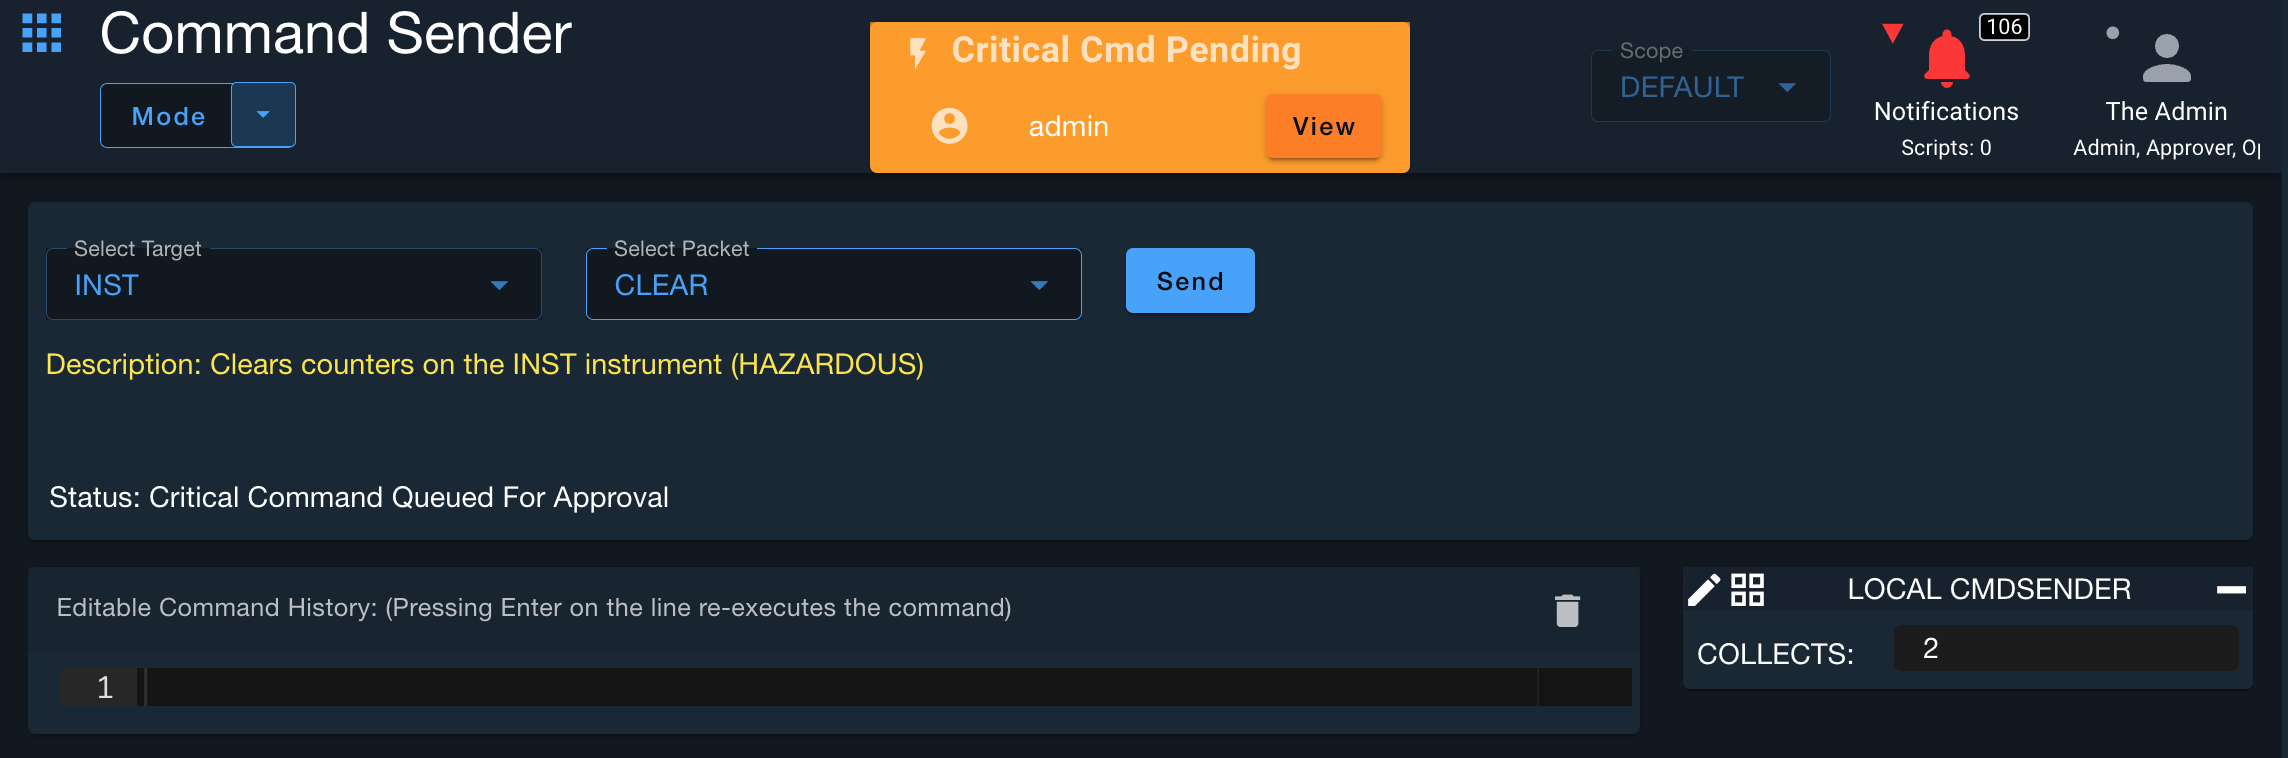 Command Sender
Mode
Critical Cmd Pending
admin
View
Scope
DEFAULT
106
Notifications
Scripts: 0
The Admin
Admin, Approver, Op
Select Target
INST
Select Packet
CLEAR
Send
Description: Clears counters on the INST instrument (HAZARDOUS)
Status: Critical Command Queued For Approval
Editable Command History: (Pressing Enter on the line re-executes the command)
1
LOCAL CMDSENDER
COLLECTS:
2